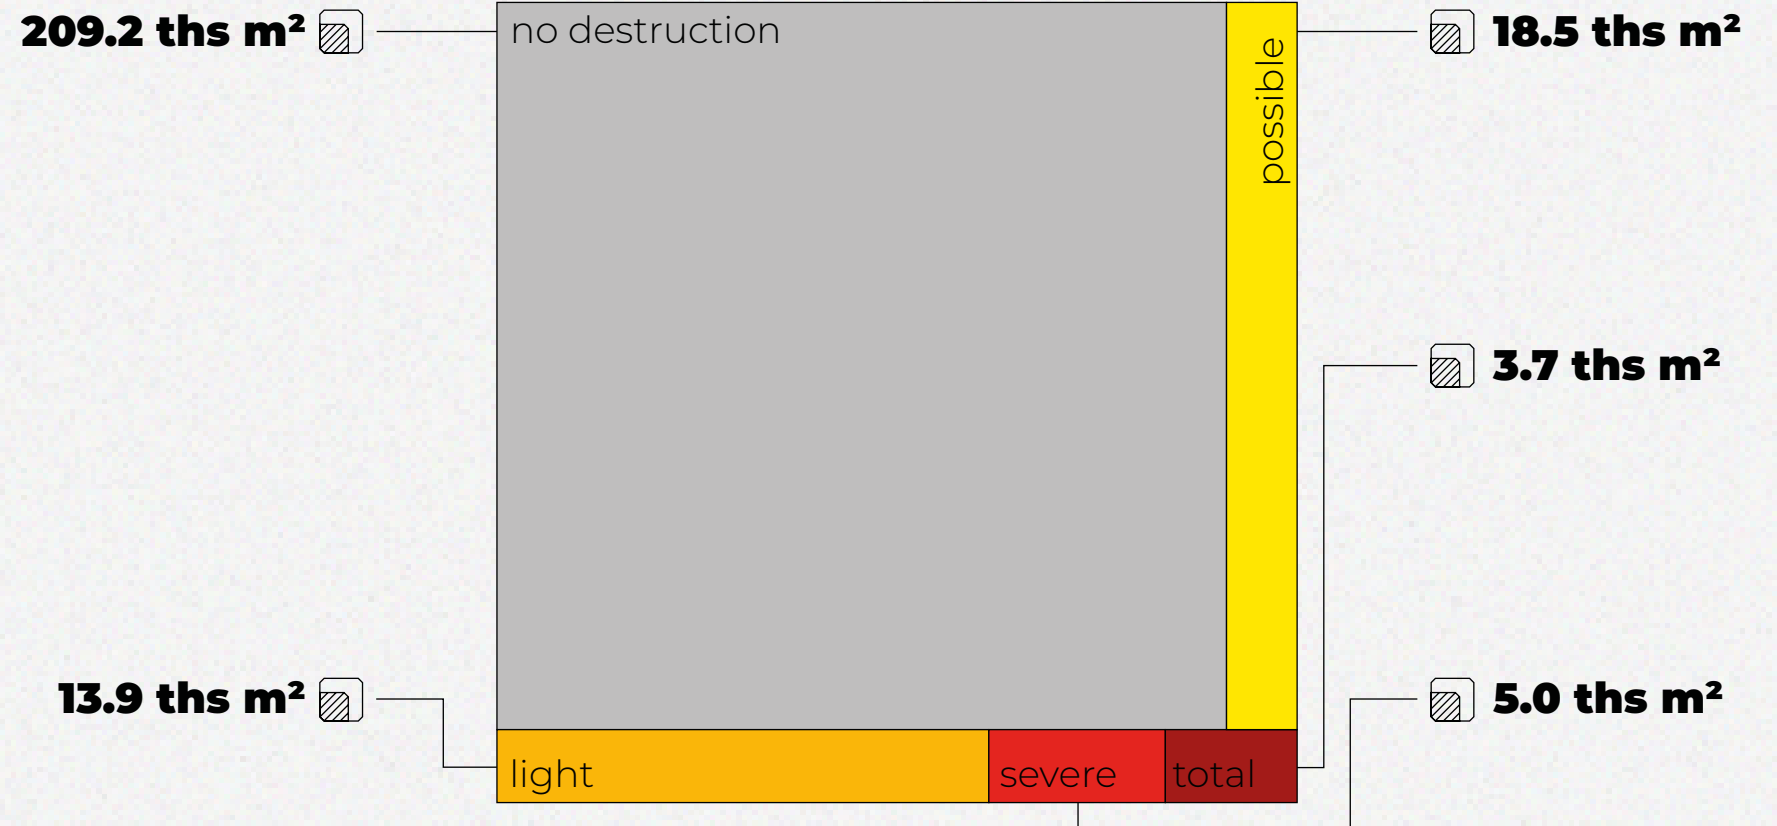 209.2 ths m²
no destruction
possible
18.5 ths m²
3.7 ths m²
13.9 ths m²
5.0 ths m²
light
severe
total